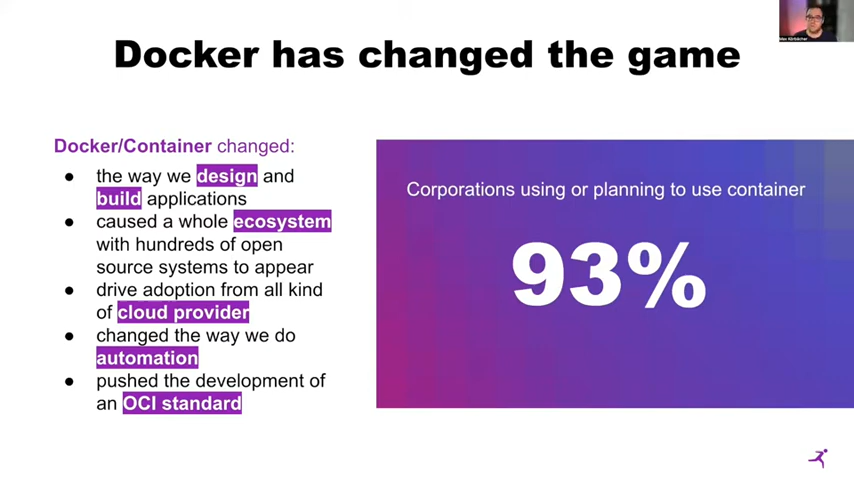 Docker has changed the game
Docker/Container changed:
● the way we design and
build applications
● caused a whole ecosystem
with hundreds of open
source systems to appear
● drive adoption from all kind
of cloud provider
● changed the way we do
automation
● pushed the development of
an OCI standard
Corporations using or planning to use container
93%
Max Körbächer